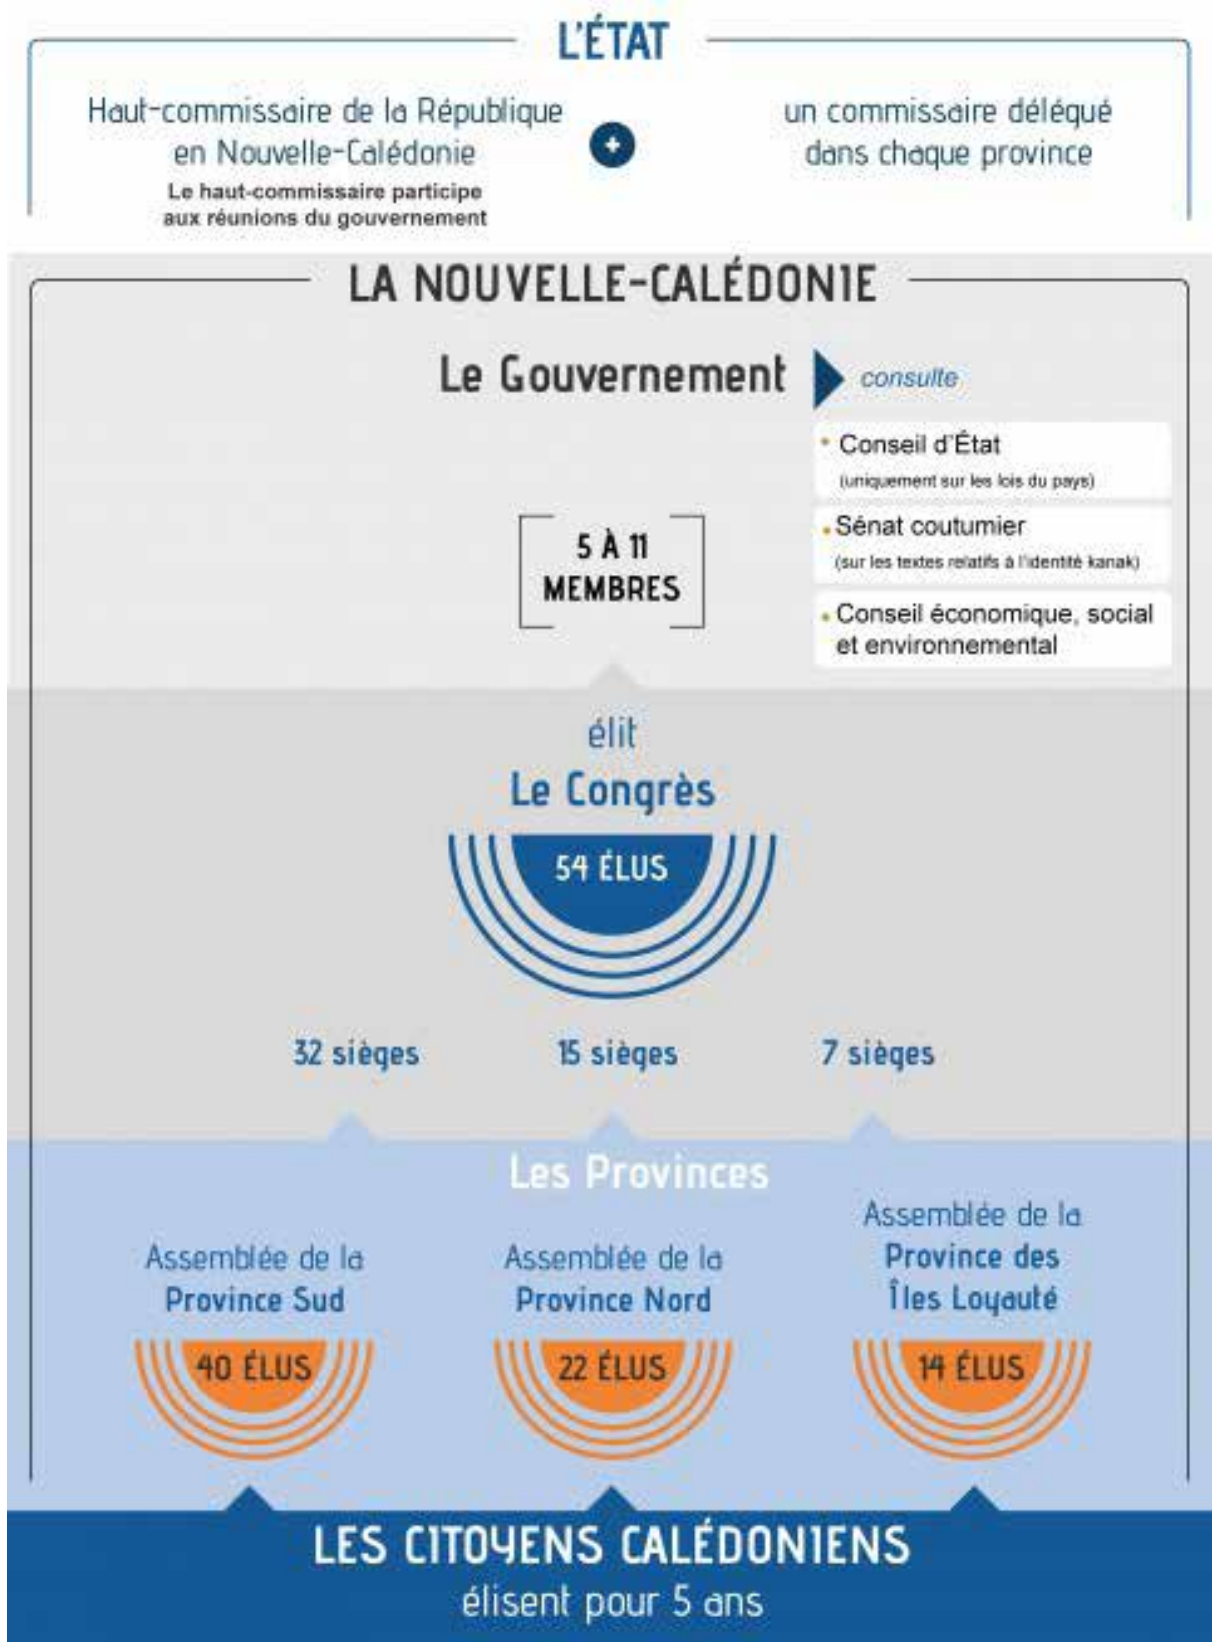 L'ÉTAT
Haut-commissaire de la République
en Nouvelle-Calédonie
Le haut-commissaire participe
aux réunions du gouvernement
+
un commissaire délégué
dans chaque province
LA NOUVELLE-CALÉDONIE
Le Gouvernement
consulte
• Conseil d'État
(uniquement sur les lois du pays)
• Sénat coutumier
(sur les textes relatifs à l'identité kanak)
• Conseil économique, social
et environnemental
5 À 11
MEMBRES
élit
Le Congrès
54 ÉLUS
32 sièges
15 sièges
7 sièges
Les Provinces
Assemblée de la
Province Sud
40 ÉLUS
Assemblée de la
Province Nord
22 ÉLUS
Assemblée de la
Province des
Îles Loyauté
14 ÉLUS
LES CITOYENS CALÉDONIENS
élisent pour 5 ans